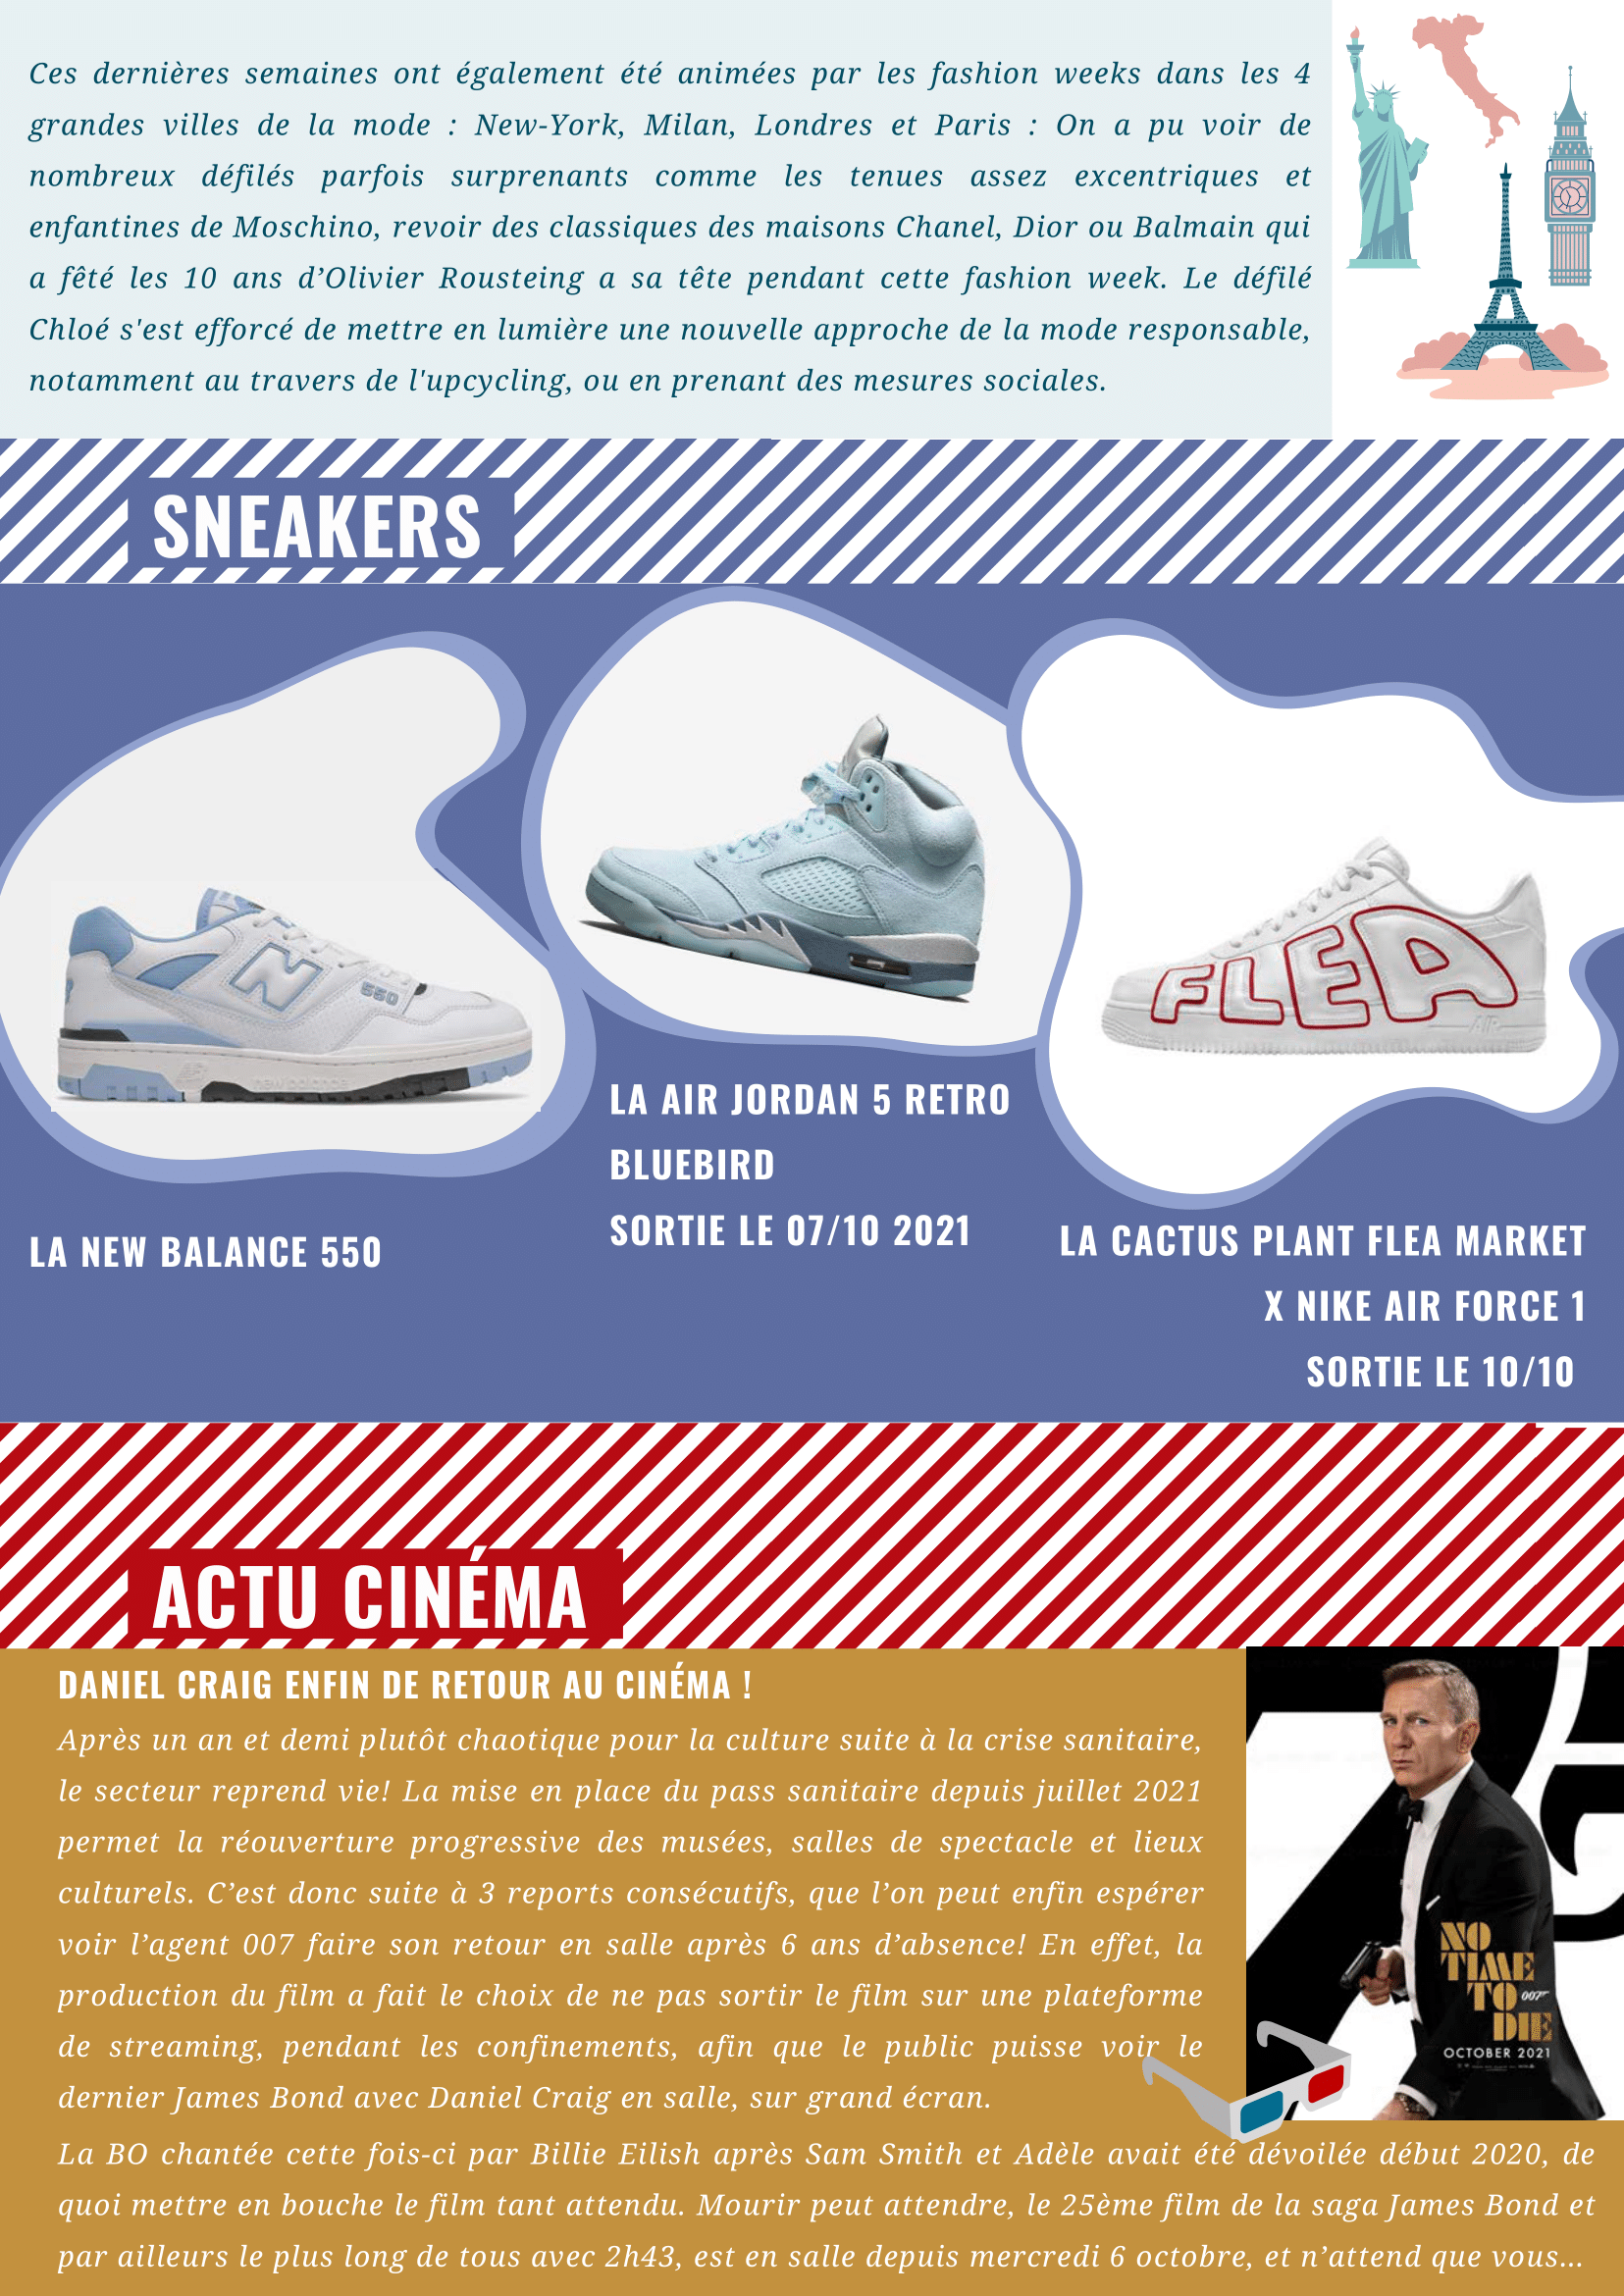 Ces dernières semaines ont également été animées par les fashion weeks dans les 4
grandes villes de la mode : New-York, Milan, Londres et Paris : On a pu voir de
nombreux défilés parfois surprenants comme les tenues assez excentriques et
enfantines de Moschino, revoir des classiques des maisons Chanel, Dior ou Balmain qui
a fêté les 10 ans d’Olivier Rousteing a sa tête pendant cette fashion week. Le défilé
Chloé s'est efforcé de mettre en lumière une nouvelle approche de la mode responsable,
notamment au travers de l'upcycling, ou en prenant des mesures sociales.
SNEAKERS
N
550
new balance
LA NEW BALANCE 550
LA AIR JORDAN 5 RETRO
BLUEBIRD
SORTIE LE 07/10 2021
FLEA
AIR
LA CACTUS PLANT FLEA MARKET
X NIKE AIR FORCE 1
SORTIE LE 10/10
ACTU CINÉMA
DANIEL CRAIG ENFIN DE RETOUR AU CINÉMA !
Après un an et demi plutôt chaotique pour la culture suite à la crise sanitaire,
le secteur reprend vie! La mise en place du pass sanitaire depuis juillet 2021
permet la réouverture progressive des musées, salles de spectacle et lieux
culturels. C’est donc suite à 3 reports consécutifs, que l’on peut enfin espérer
voir l’agent 007 faire son retour en salle après 6 ans d’absence! En effet, la
production du film a fait le choix de ne pas sortir le film sur une plateforme
de streaming, pendant les confinements, afin que le public puisse voir le
dernier James Bond avec Daniel Craig en salle, sur grand écran.
NO
TIME
TO 007
DIE
OCTOBER 2021
La BO chantée cette fois-ci par Billie Eilish après Sam Smith et Adèle avait été dévoilée début 2020, de
quoi mettre en bouche le film tant attendu. Mourir peut attendre, le 25ème film de la saga James Bond et
par ailleurs le plus long de tous avec 2h43, est en salle depuis mercredi 6 octobre, et n’attend que vous...